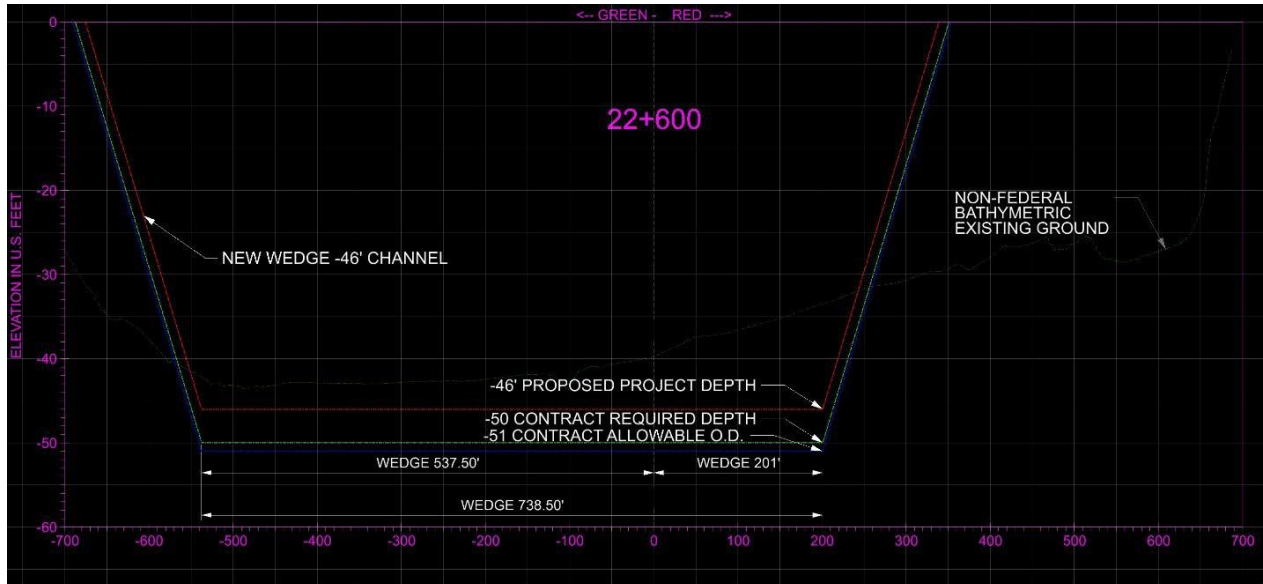 <-- GREEN - RED --->
0
-10
-20
-30
-40
-50
-60
ELEVATION IN U.S. FEET
22+600
NON-FEDERAL
BATHYMETRIC
EXISTING GROUND
NEW WEDGE -46' CHANNEL
-46' PROPOSED PROJECT DEPTH
-50 CONTRACT REQUIRED DEPTH
-51 CONTRACT ALLOWABLE O.D.
WEDGE 537.50' WEDGE 201'
WEDGE 738.50'
-700 -600 -500 -400 -300 -200 -100 0 100 200 300 400 500 600 700